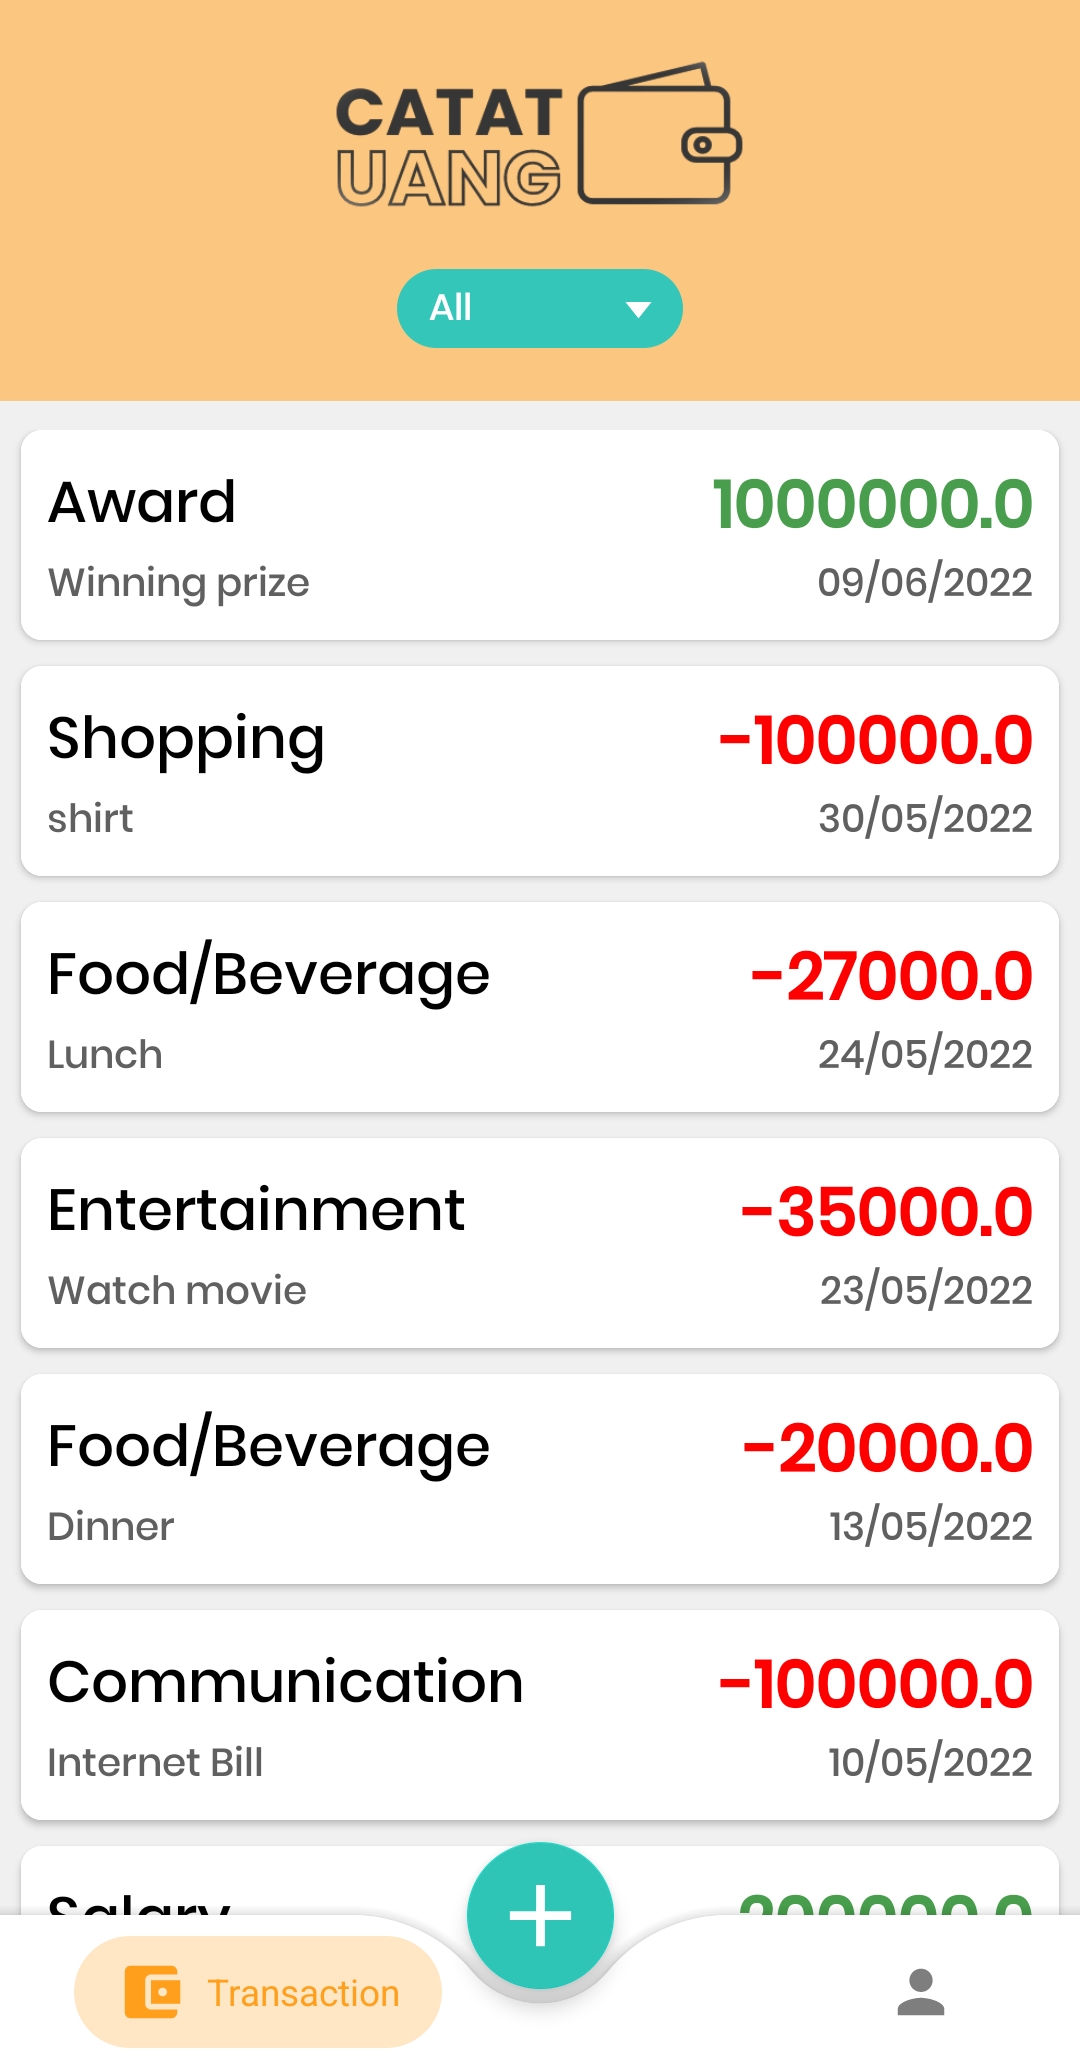 CATAT
UANG
All
Award 1000000.0
Winning prize 09/06/2022
Shopping -100000.0
shirt 30/05/2022
Food/Beverage -27000.0
Lunch 24/05/2022
Entertainment -35000.0
Watch movie 23/05/2022
Food/Beverage -20000.0
Dinner 13/05/2022
Communication -100000.0
Internet Bill 10/05/2022
Salary
Transaction